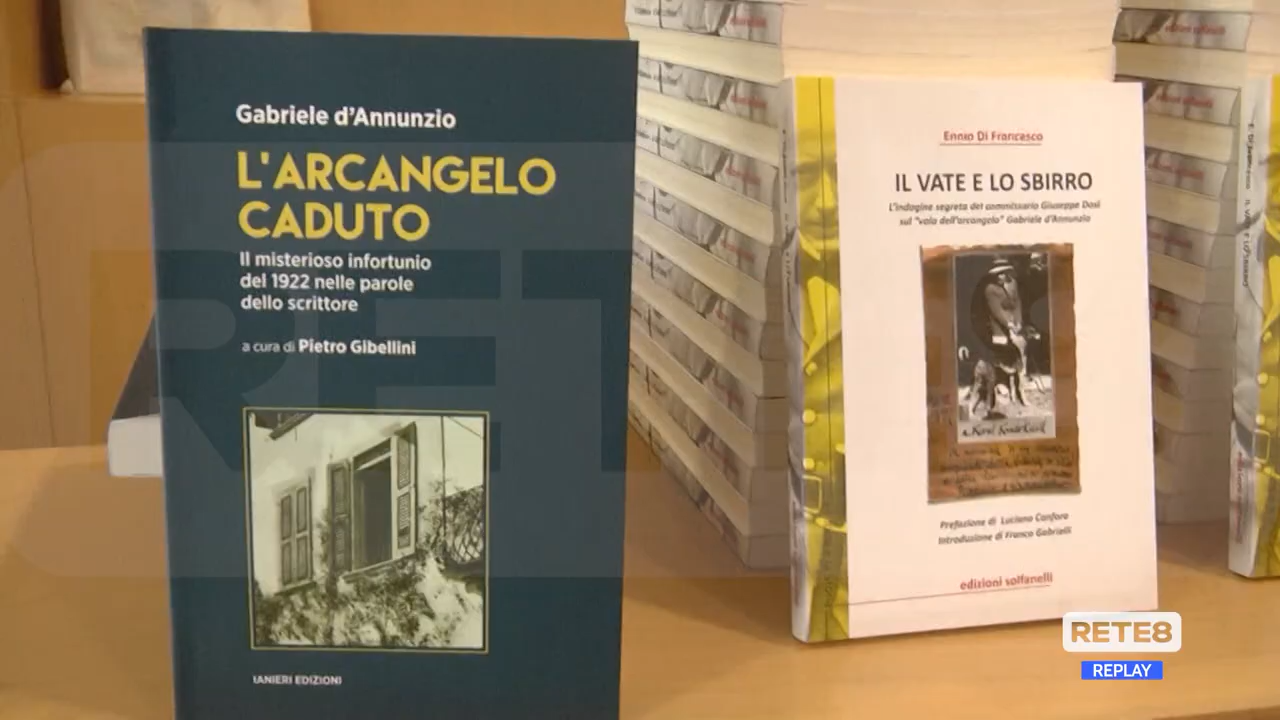 Gabriele d'Annunzio
L'ARCANGELO
CADUTO
Il misterioso infortunio
del 1922 nelle parole
dello scrittore
a cura di Pietro Gibellini
IANIERI EDIZIONI
Ennio Di Francesco
IL VATE E LO SBIRRO
L'indagine segreta del commissario Giuseppe Dosi
sul "volo dell'arcangelo" Gabriele d'Annunzio
Prefazione di Luciano Canfora
Introduzione di Franco Gabrielli
edizioni solfanelli
RETE8
REPLAY